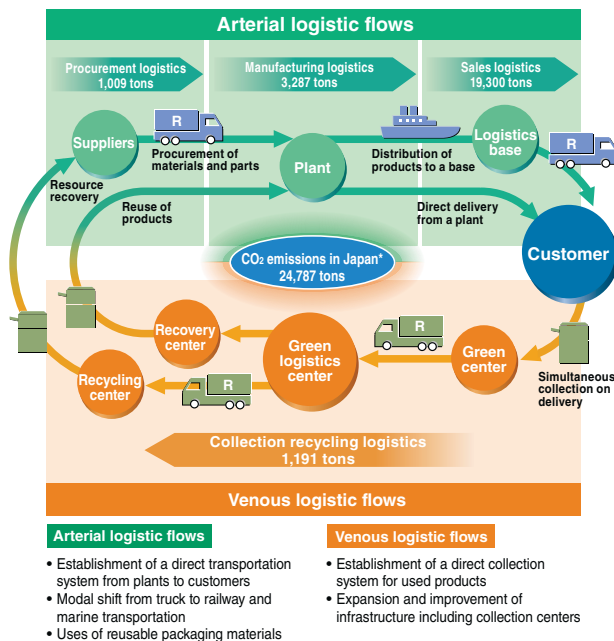 Arterial logistic flows
Procurement logistics
1,009 tons
Manufacturing logistics
3,287 tons
Sales logistics
19,300 tons
R
Suppliers
Procurement of
materials and parts
Plant
Distribution of
products to a base
Logistics
base
R
Resource
recovery
Reuse of
products
Direct delivery
from a plant
Customer
CO2 emissions in Japan*
24,787 tons
Recovery
center
Green
logistics
center
R
Green
center
Simultaneous
collection on
delivery
Recycling
center
R
Collection recycling logistics
1,191 tons
Venous logistic flows
Arterial logistic flows
• Establishment of a direct transportation
system from plants to customers
• Modal shift from truck to railway and
marine transportation
• Uses of reusable packaging materials
Venous logistic flows
• Establishment of a direct collection
system for used products
• Expansion and improvement of
infrastructure including collection centers